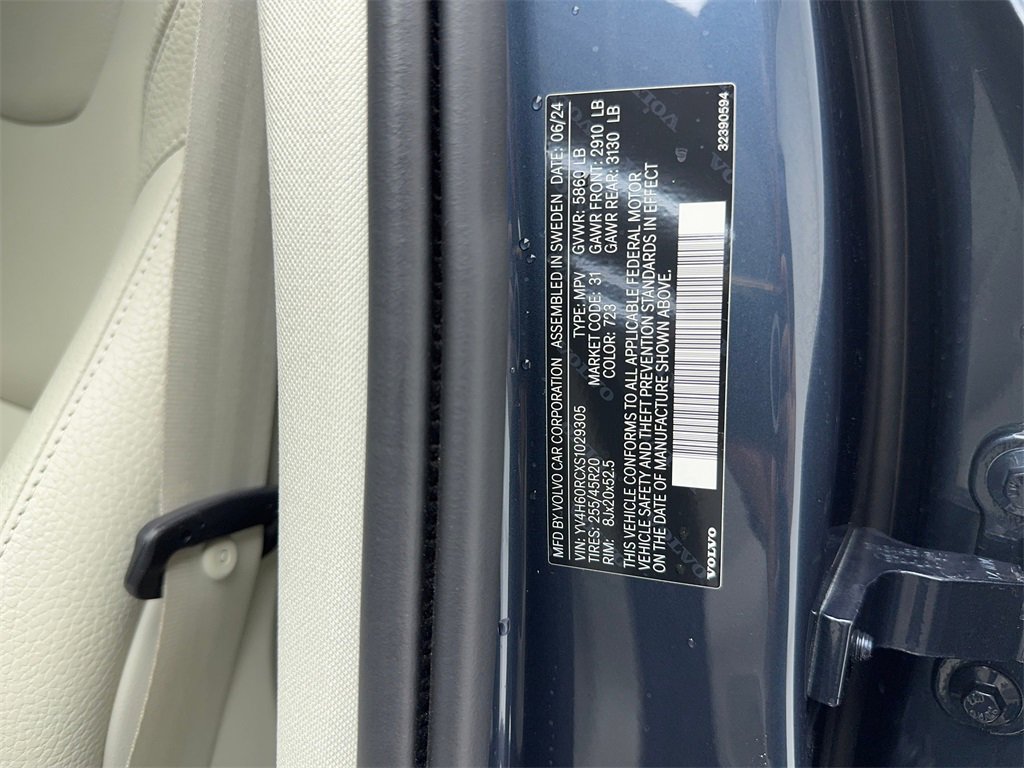 MFD BY VOLVO CAR CORPORATION ASSEMBLED IN SWEDEN DATE: 06/24
VIN: YV4H60RCXS1029305 TYPE: MPV GVWR: 5860 LB
TIRES: 255/45R20 MARKET CODE: 31 GAWR FRONT: 2910 LB
RIM: 8Jx20x52.5 COLOR: 723 GAWR REAR: 3130 LB
THIS VEHICLE CONFORMS TO ALL APPLICABLE FEDERAL MOTOR
VEHICLE SAFETY AND THEFT PREVENTION STANDARDS IN EFFECT
ON THE DATE OF MANUFACTURE SHOWN ABOVE.
VOLVO
32390594